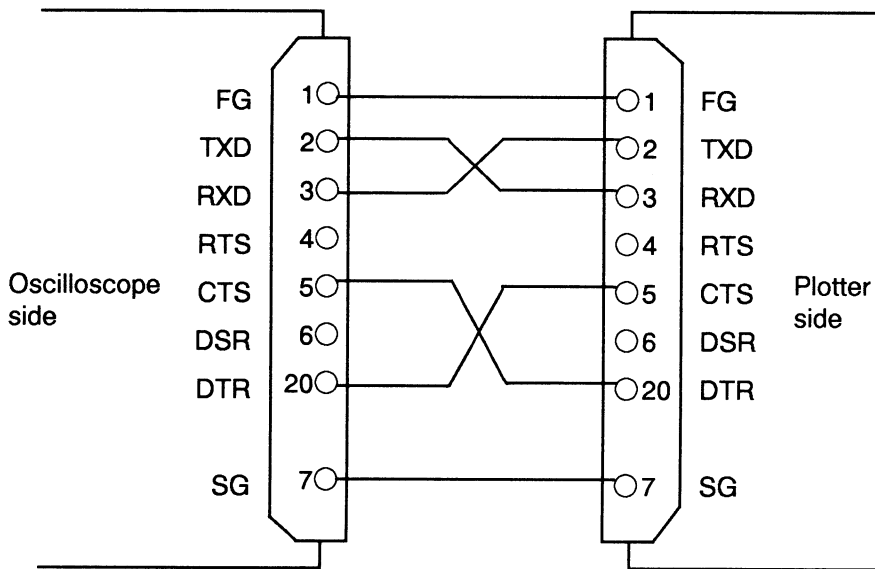 FG 1 1 FG
TXD 2 2 TXD
RXD 3 3 RXD
RTS 4 4 RTS
Oscilloscope side
CTS 5 5 CTS
Plotter side
DSR 6 6 DSR
DTR 20 20 DTR
SG 7 7 SG